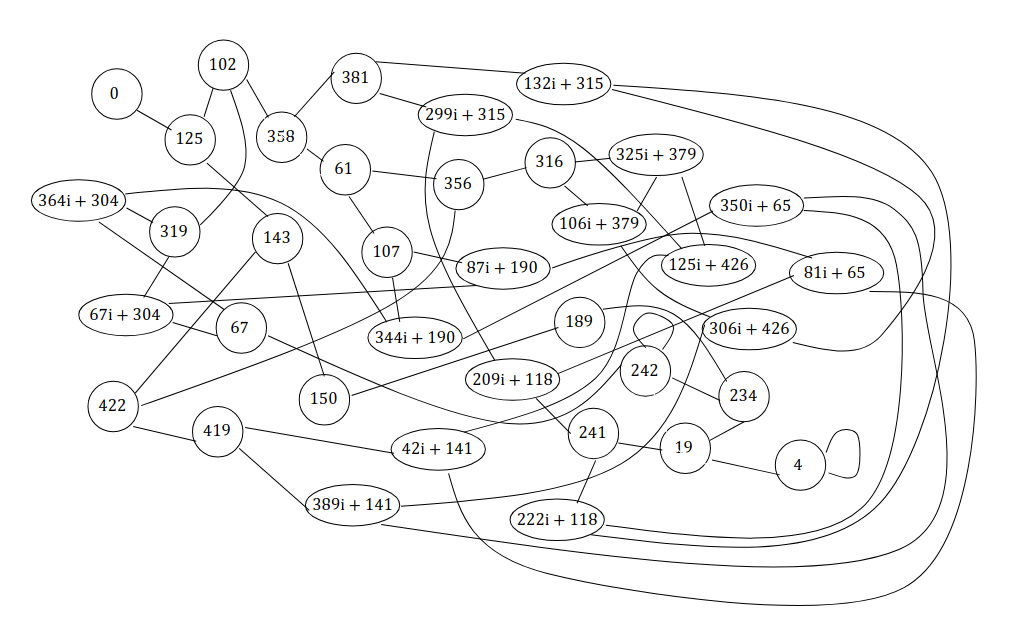 102
381
132i + 315
0
299i + 315
125
358
316
325i + 379
61
356
364i + 304
350i + 65
319
106i + 379
143
107
87i + 190
125i + 426
81i + 65
67i + 304
67
189
306i + 426
344i + 190
242
209i + 118
234
150
422
419
241
42i + 141
19
4
389i + 141
222i + 118